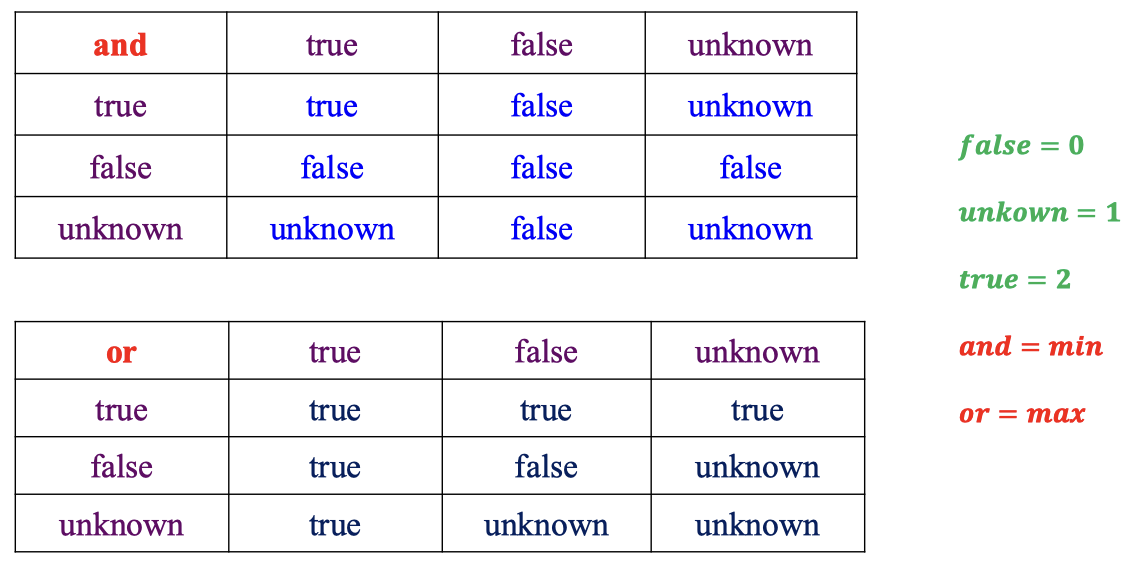 and true false unknown
true true false unknown
false false false false
unknown unknown false unknown
false = 0
unkown = 1
true = 2
and = min
or = max
or true false unknown
true true true true
false true false unknown
unknown true unknown unknown